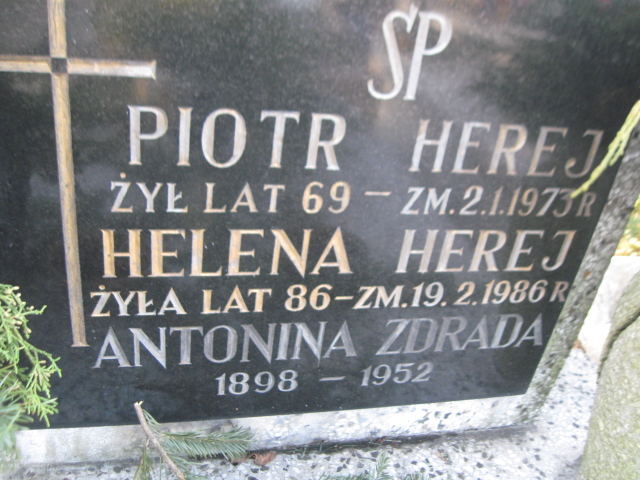 ŚP
PIOTR HEREJ
ŻYŁ LAT 69 – ZM. 2.1.1973 R
HELENA HEREJ
ŻYŁA LAT 86 – ZM. 19.2.1986 R
ANTONINA ZDRADA
1898 – 1952